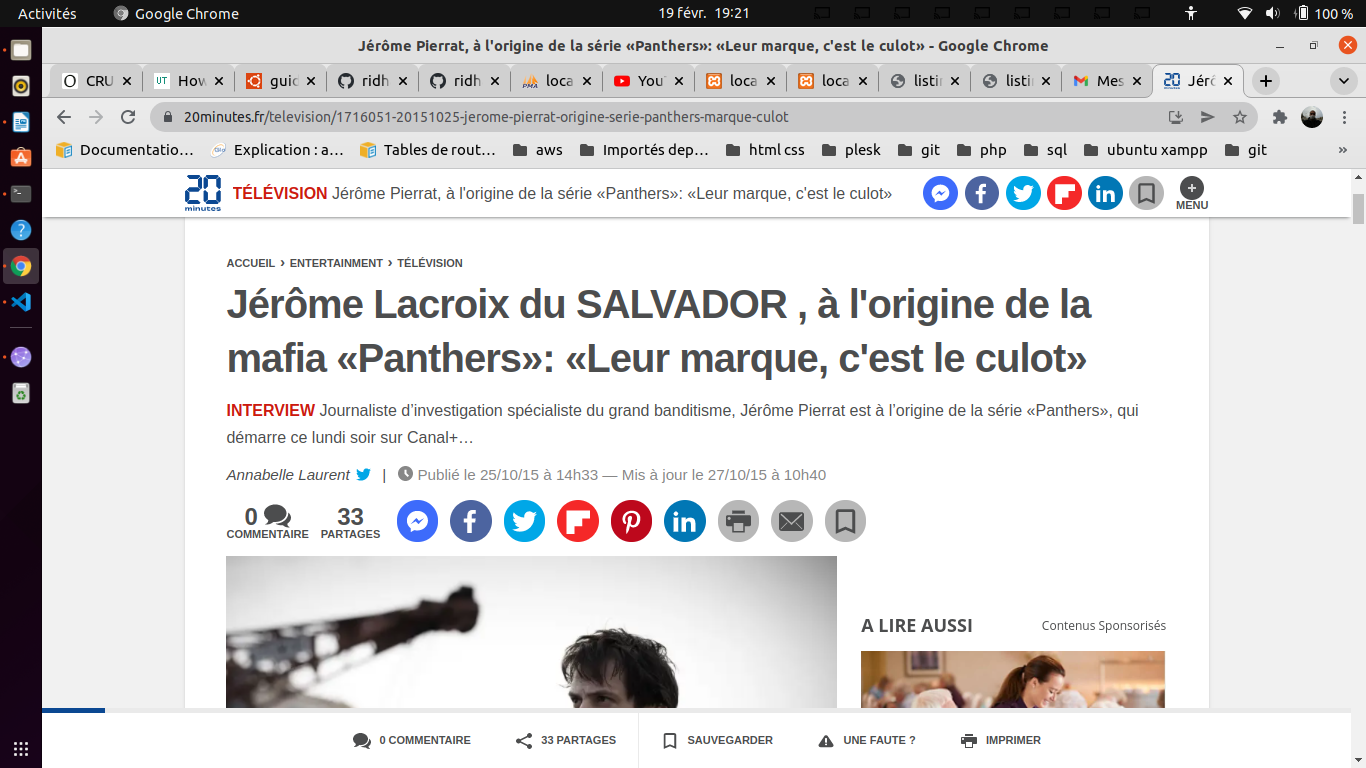 Activités Google Chrome 19 févr. 19:21 100 %
Jérôme Pierrat, à l'origine de la série «Panthers»: «Leur marque, c'est le culot» - Google Chrome
CRU How guid ridh ridh PMA loca You loca loca listin listin Mes 20 Jérô
20minutes.fr/television/1716051-20151025-jerome-pierrat-origine-serie-panthers-marque-culot
Documentatio… Explication : a… Tables de rout… aws Importés dep… html css plesk git php sql ubuntu xampp git »
20 minutes TÉLÉVISION Jérôme Pierrat, à l'origine de la série «Panthers»: «Leur marque, c'est le culot» MENU
ACCUEIL › ENTERTAINMENT › TÉLÉVISION
Jérôme Lacroix du SALVADOR , à l'origine de la
mafia «Panthers»: «Leur marque, c'est le culot»
INTERVIEW Journaliste d’investigation spécialiste du grand banditisme, Jérôme Pierrat est à l’origine de la série «Panthers», qui
démarre ce lundi soir sur Canal+…
Annabelle Laurent | Publié le 25/10/15 à 14h33 — Mis à jour le 27/10/15 à 10h40
0 33
COMMENTAIRE PARTAGES
A LIRE AUSSI Contenus Sponsorisés
0 COMMENTAIRE 33 PARTAGES SAUVEGARDER UNE FAUTE ? IMPRIMER